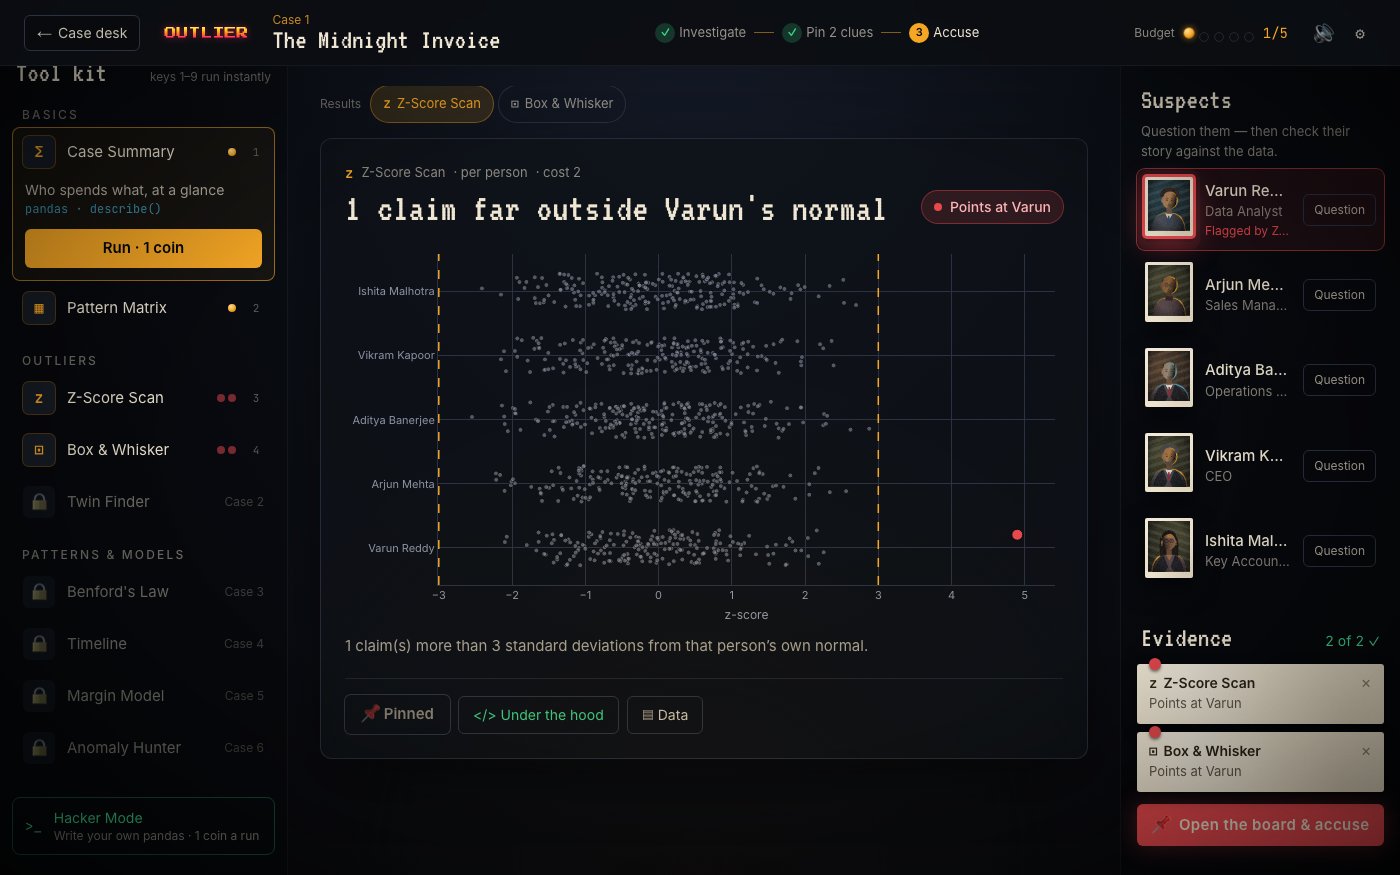 ← Case desk
OUTLIER
Case 1
The Midnight Invoice
Investigate
Pin 2 clues
3 Accuse
Budget
1/5
Tool kit
keys 1–9 run instantly
BASICS
Σ Case Summary 1
Who spends what, at a glance
pandas · describe()
Run · 1 coin
Pattern Matrix 2
OUTLIERS
z Z-Score Scan 3
Box & Whisker 4
Twin Finder Case 2
PATTERNS & MODELS
Benford's Law Case 3
Timeline Case 4
Margin Model Case 5
Anomaly Hunter Case 6
>_ Hacker Mode
Write your own pandas · 1 coin a run
Results
z Z-Score Scan
Box & Whisker
z Z-Score Scan · per person · cost 2
1 claim far outside Varun's normal
Points at Varun
Ishita Malhotra
Vikram Kapoor
Aditya Banerjee
Arjun Mehta
Varun Reddy
−3 −2 −1 0 1 2 3 4 5
z-score
1 claim(s) more than 3 standard deviations from that person’s own normal.
Pinned
</> Under the hood
Data
Suspects
Question them — then check their
story against the data.
Varun Re...
Data Analyst
Flagged by Z...
Question
Arjun Me...
Sales Mana...
Question
Aditya Ba...
Operations ...
Question
Vikram K...
CEO
Question
Ishita Mal...
Key Accoun...
Question
Evidence
2 of 2 ✓
z Z-Score Scan ×
Points at Varun
Box & Whisker ×
Points at Varun
Open the board & accuse